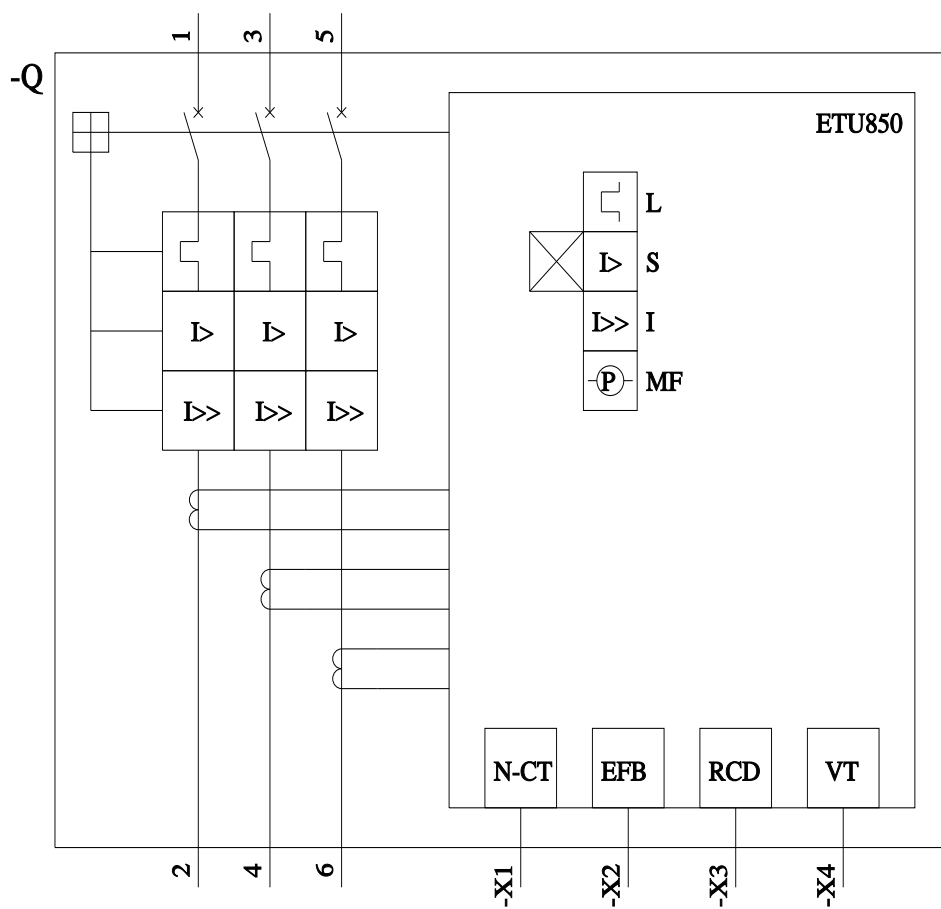 1 3 5
-Q
ETU850
L
I> S
I> I> I>
I>> I
P MF
I>> I>> I>>
N-CT EFB RCD VT
2 4 6 -X1 -X2 -X3 -X4